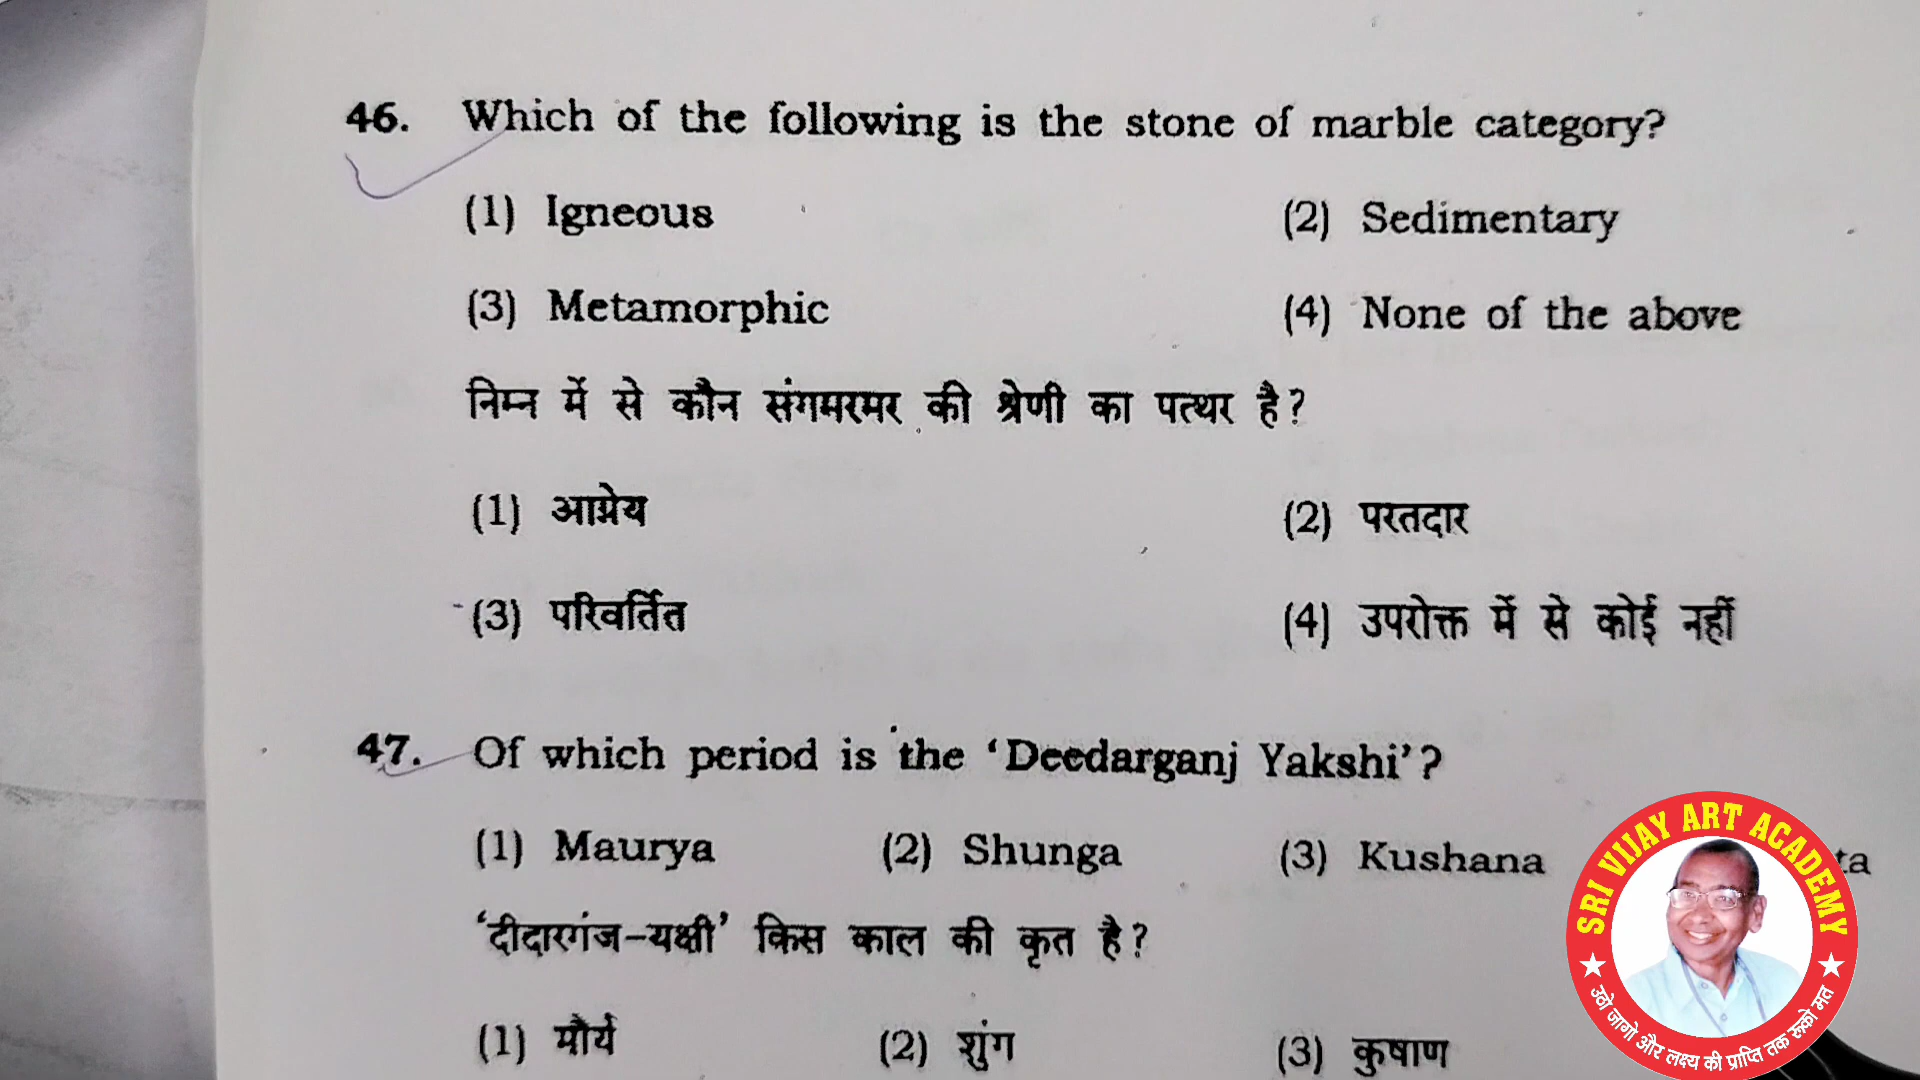 46. Which of the following is the stone of marble category?
(1) Igneous (2) Sedimentary
(3) Metamorphic (4) None of the above
निम्न में से कौन संगमरमर की श्रेणी का पत्थर है?
(1) आग्नेय (2) परतदार
(3) परिवर्तित (4) उपरोक्त में से कोई नहीं
47. Of which period is the ‘Deedarganj Yakshi’?
(1) Maurya (2) Shunga (3) Kushana ta
‘दीदारगंज-यक्षी’ किस काल की कृत है?
(1) मौर्य (2) शुंग (3) कुषाण
SRI VIJAY ART ACADEMY
उठो जागो और लक्ष्य की प्राप्ति तक रूको मत